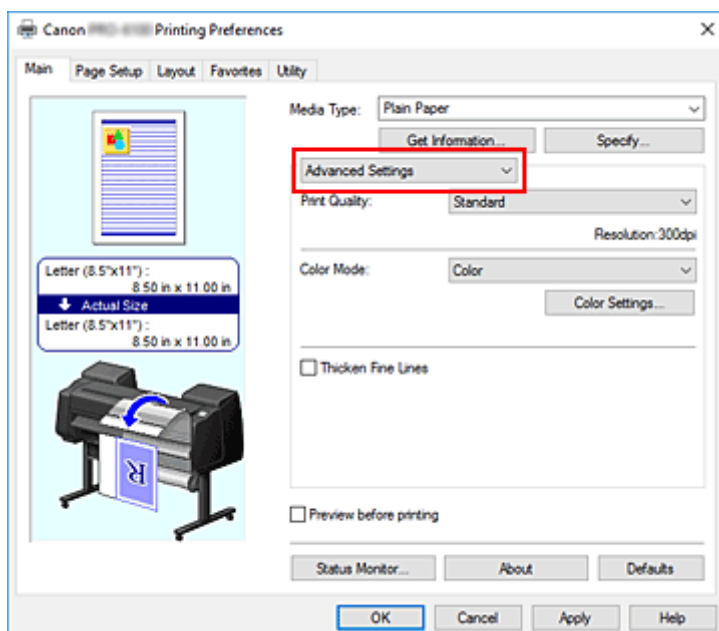 Canon Printing Preferences
Main Page Setup Layout Favorites Utility
Media Type: Plain Paper
Get Information... Specify...
Advanced Settings
Print Quality: Standard
Resolution:300dpi
Color Mode: Color
Color Settings...
Thicken Fine Lines
Letter (8.5"x11") :
8.50 in x 11.00 in
Actual Size
Letter (8.5"x11") :
8.50 in x 11.00 in
R
Preview before printing
Status Monitor... About Defaults
OK Cancel Apply Help